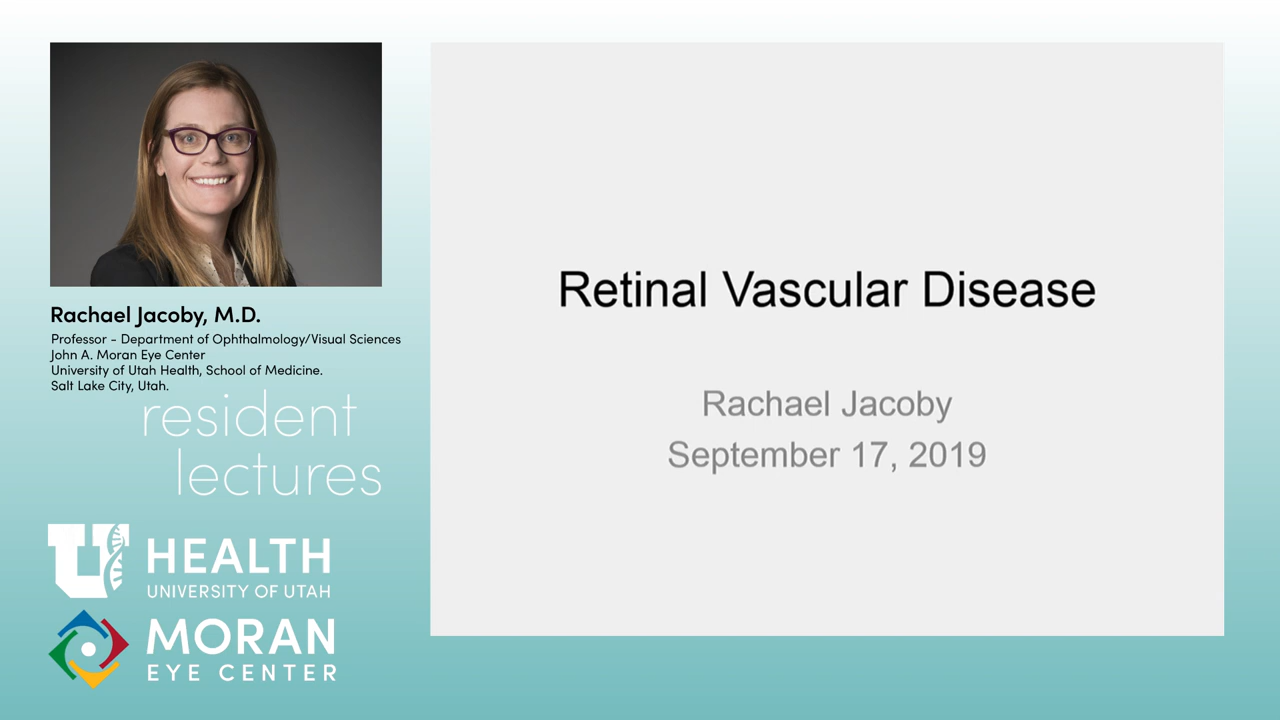 Rachael Jacoby, M.D.
Professor - Department of Ophthalmology/Visual Sciences
John A. Moran Eye Center
University of Utah Health, School of Medicine.
Salt Lake City, Utah.
resident
lectures
U HEALTH
UNIVERSITY OF UTAH
MORAN
EYE CENTER
Retinal Vascular Disease
Rachael Jacoby
September 17, 2019